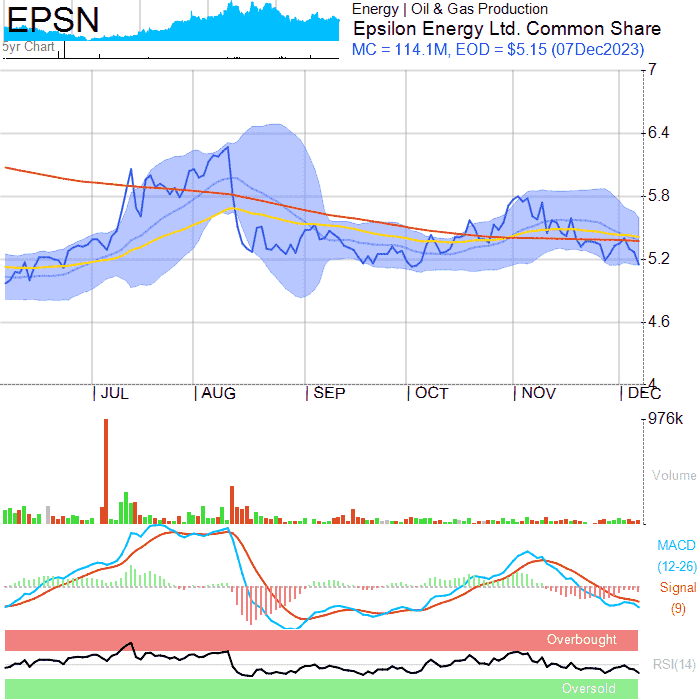 EPSN
5yr Chart
Energy | Oil & Gas Production
Epsilon Energy Ltd. Common Share
MC = 114.1M, EOD = $5.15 (07Dec2023)
7
6.4
5.8
5.2
4.6
4
JUL AUG SEP OCT NOV DEC
976k
Volume
MACD
(12-26)
Signal
(9)
Overbought
RSI(14)
Oversold